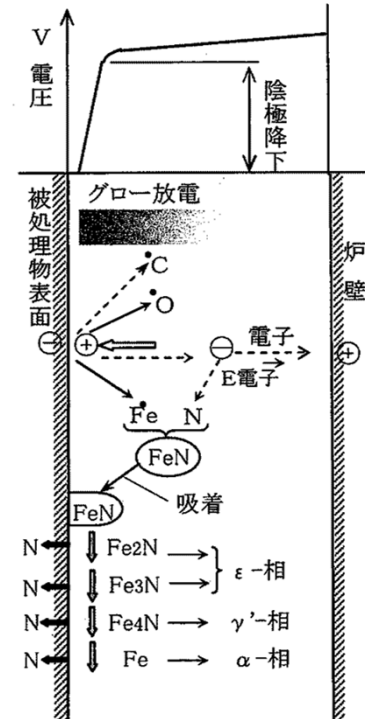 V
電圧
陰極降下
グロー放電
被処理物表面
炉壁
C
O
⊖
⊕
⊖
電子
E電子
⊕
Fe N
FeN
吸着
FeN
N Fe2N
ε-相
N Fe3N
N Fe4N γ'-相
N Fe α-相